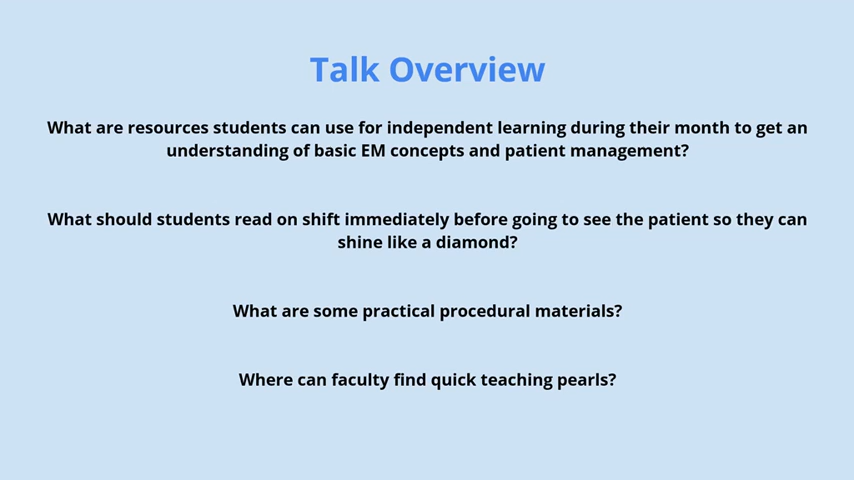 Talk Overview
What are resources students can use for independent learning during their month to get an
understanding of basic EM concepts and patient management?
What should students read on shift immediately before going to see the patient so they can
shine like a diamond?
What are some practical procedural materials?
Where can faculty find quick teaching pearls?